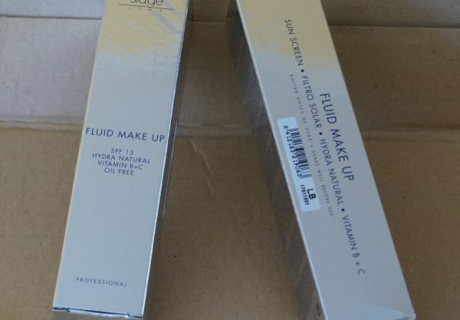 FLUID MAKE UP
SPF 15
HYDRA NATURAL
VITAMIN B+C
OIL FREE
PROFESSIONAL
SUN SCREEN • FILTRO SOLAR • HYDRA NATURAL • VITAMIN B + C
FLUID MAKE UP
LB